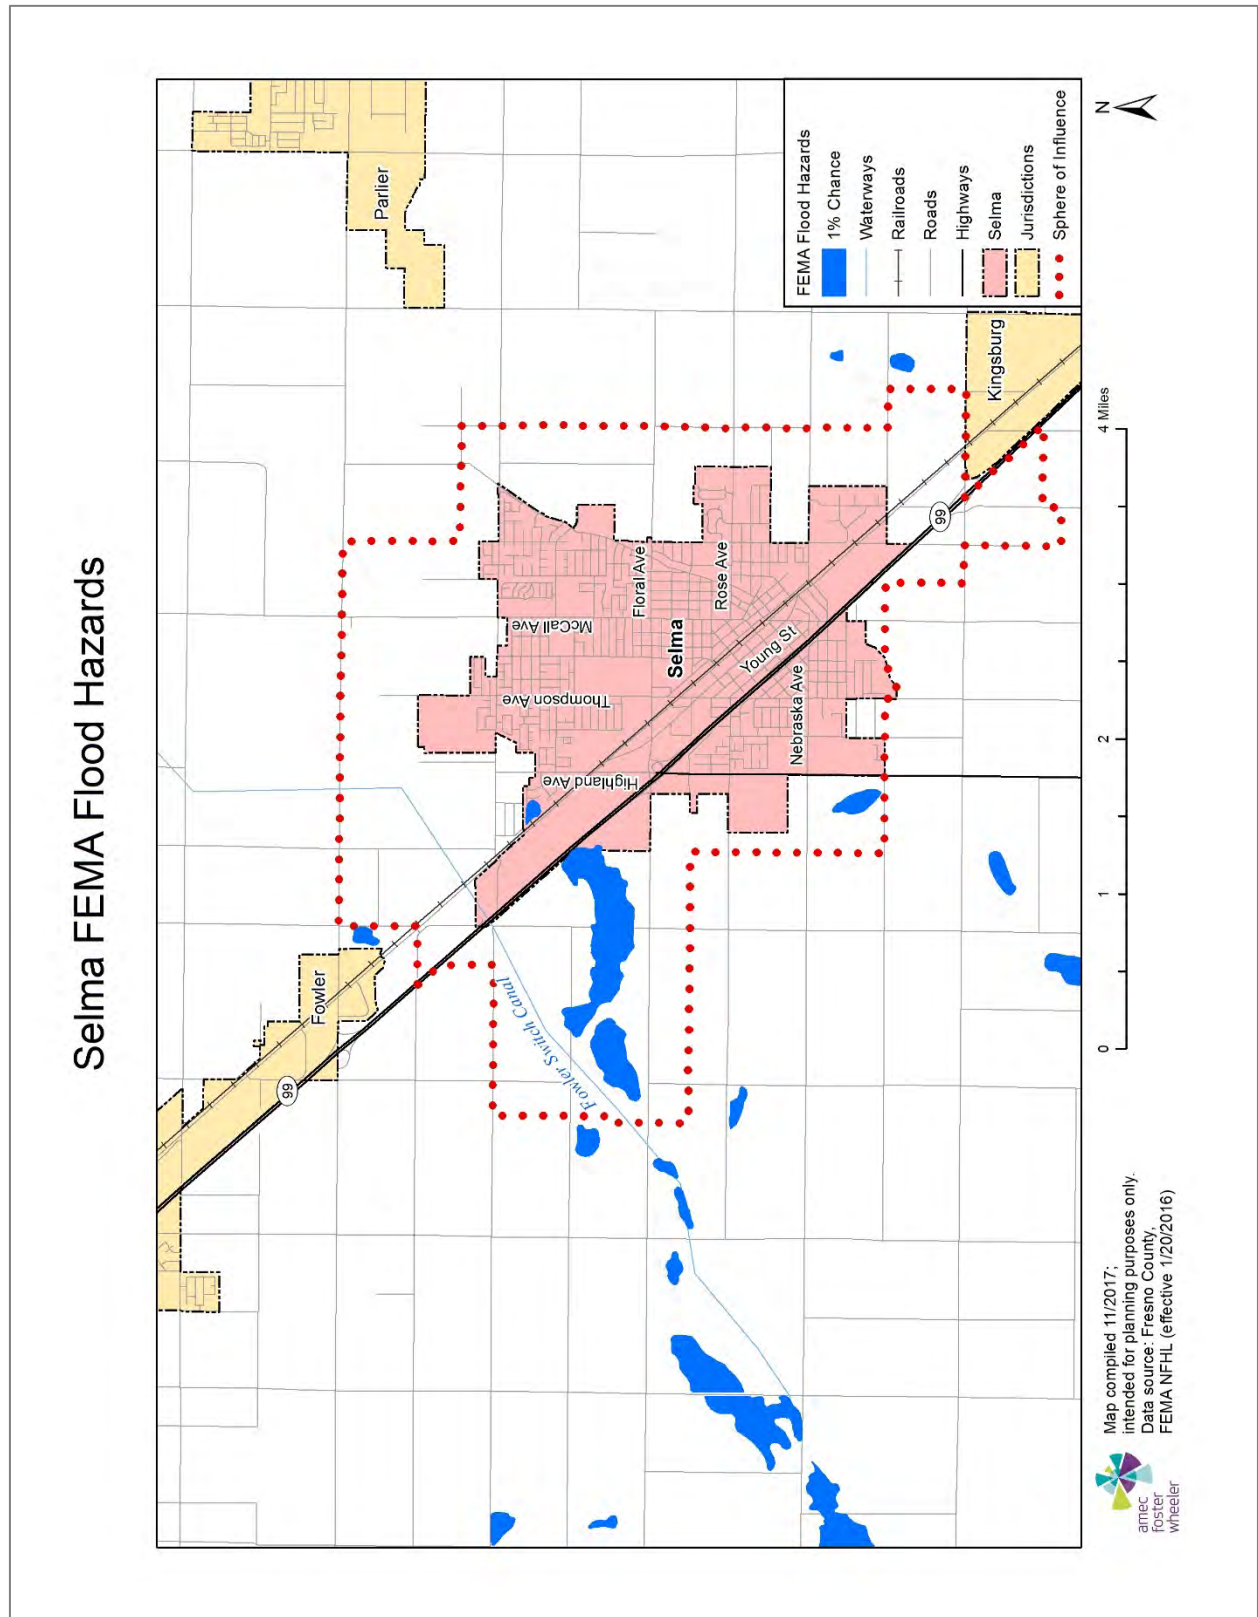 Selma FEMA Flood Hazards
Parlier
Fowler
99
Fowler Switch Canal
Highland Ave
Thompson Ave
McCall Ave
Floral Ave
Selma
Rose Ave
Young St
Nebraska Ave
99
Kingsburg
FEMA Flood Hazards
1% Chance
Waterways
Railroads
Roads
Highways
Selma
Jurisdictions
Sphere of Influence
N
0 1 2 4 Miles
amec
foster
wheeler
Map compiled 11/2017;
intended for planning purposes only.
Data source: Fresno County,
FEMA NFHL (effective 1/20/2016)